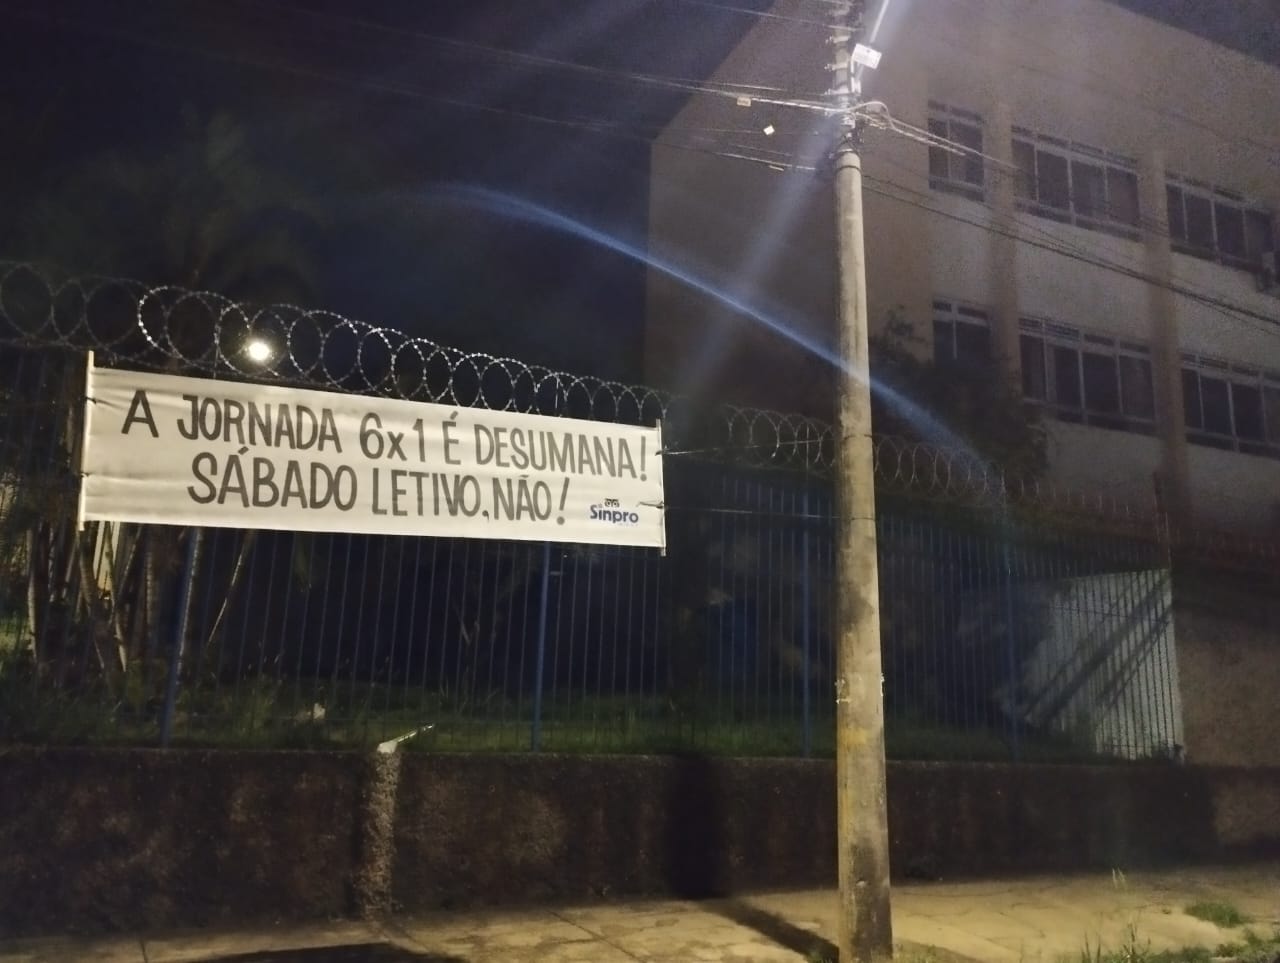 A JORNADA 6x1 É DESUMANA!
SÁBADO LETIVO, NÃO!
Sinpro